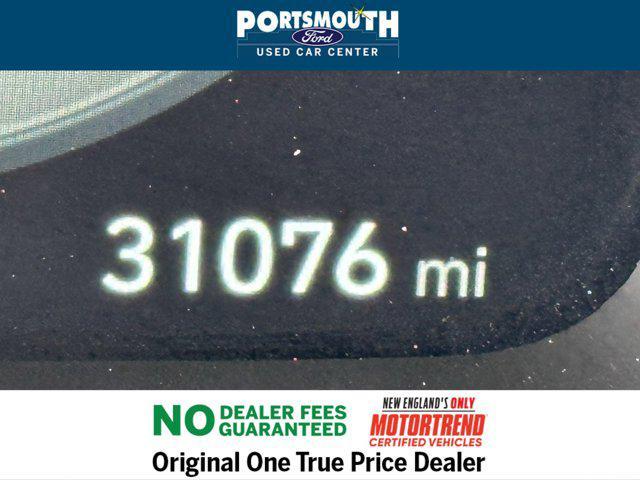 PORTSMOUTH
Ford
USED CAR CENTER
31076 mi
NO DEALER FEES
GUARANTEED
NEW ENGLAND'S ONLY
MOTORTREND
CERTIFIED VEHICLES
Original One True Price Dealer